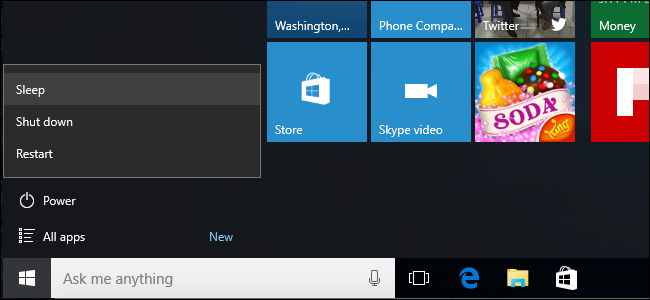 Washington,...
Phone Compa...
Twitter
Money
Sleep
Shut down
Restart
Store
Skype video
SODA
King
Power
All apps
New
Ask me anything